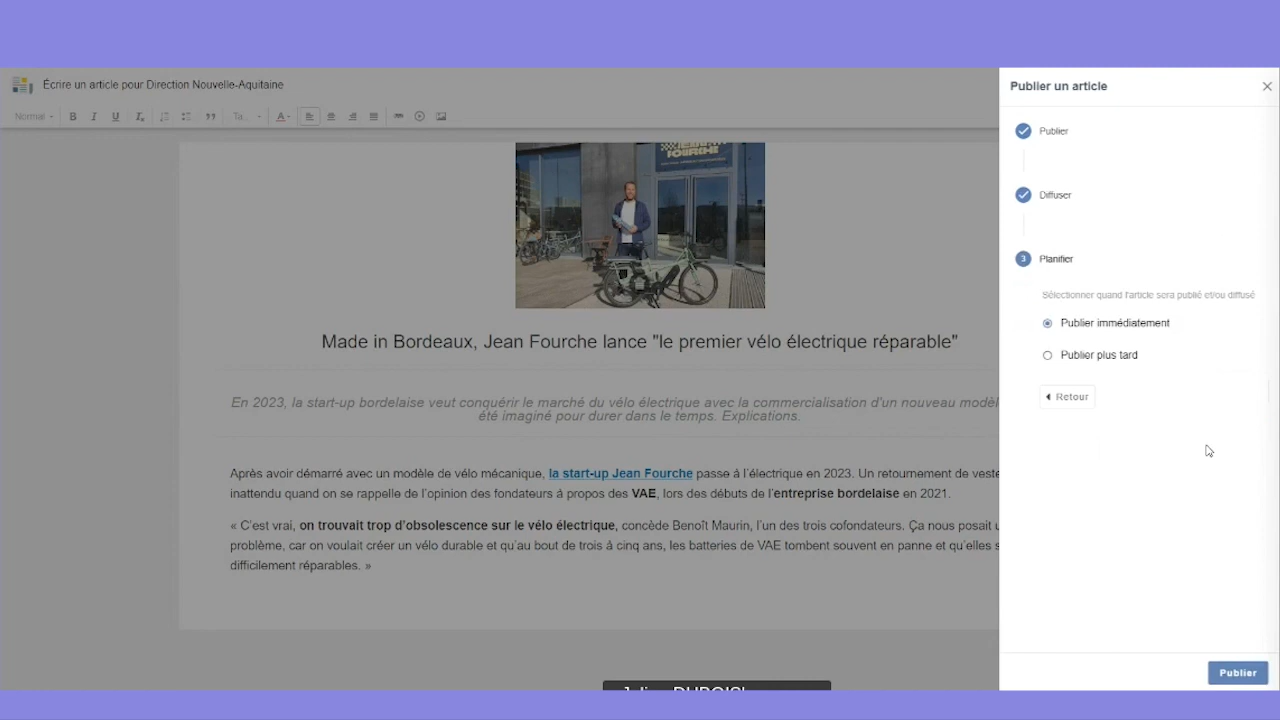 Écrire un article pour Direction Nouvelle-Aquitaine
Normal
Ta...
Made in Bordeaux, Jean Fourche lance "le premier vélo électrique réparable"
En 2023, la start-up bordelaise veut conquérir le marché du vélo électrique avec la commercialisation d'un nouveau modèl
été imaginé pour durer dans le temps. Explications.
Après avoir démarré avec un modèle de vélo mécanique, la start-up Jean Fourche passe à l'électrique en 2023. Un retournement de veste
inattendu quand on se rappelle de l'opinion des fondateurs à propos des VAE, lors des débuts de l'entreprise bordelaise en 2021.
« C'est vrai, on trouvait trop d'obsolescence sur le vélo électrique, concède Benoît Maurin, l'un des trois cofondateurs. Ça nous posait u
problème, car on voulait créer un vélo durable et qu'au bout de trois à cinq ans, les batteries de VAE tombent souvent en panne et qu'elles s
difficilement réparables. »
Publier un article
Publier
Diffuser
3 Planifier
Sélectionner quand l'article sera publié et/ou diffusé
Publier immédiatement
Publier plus tard
Retour
Publier